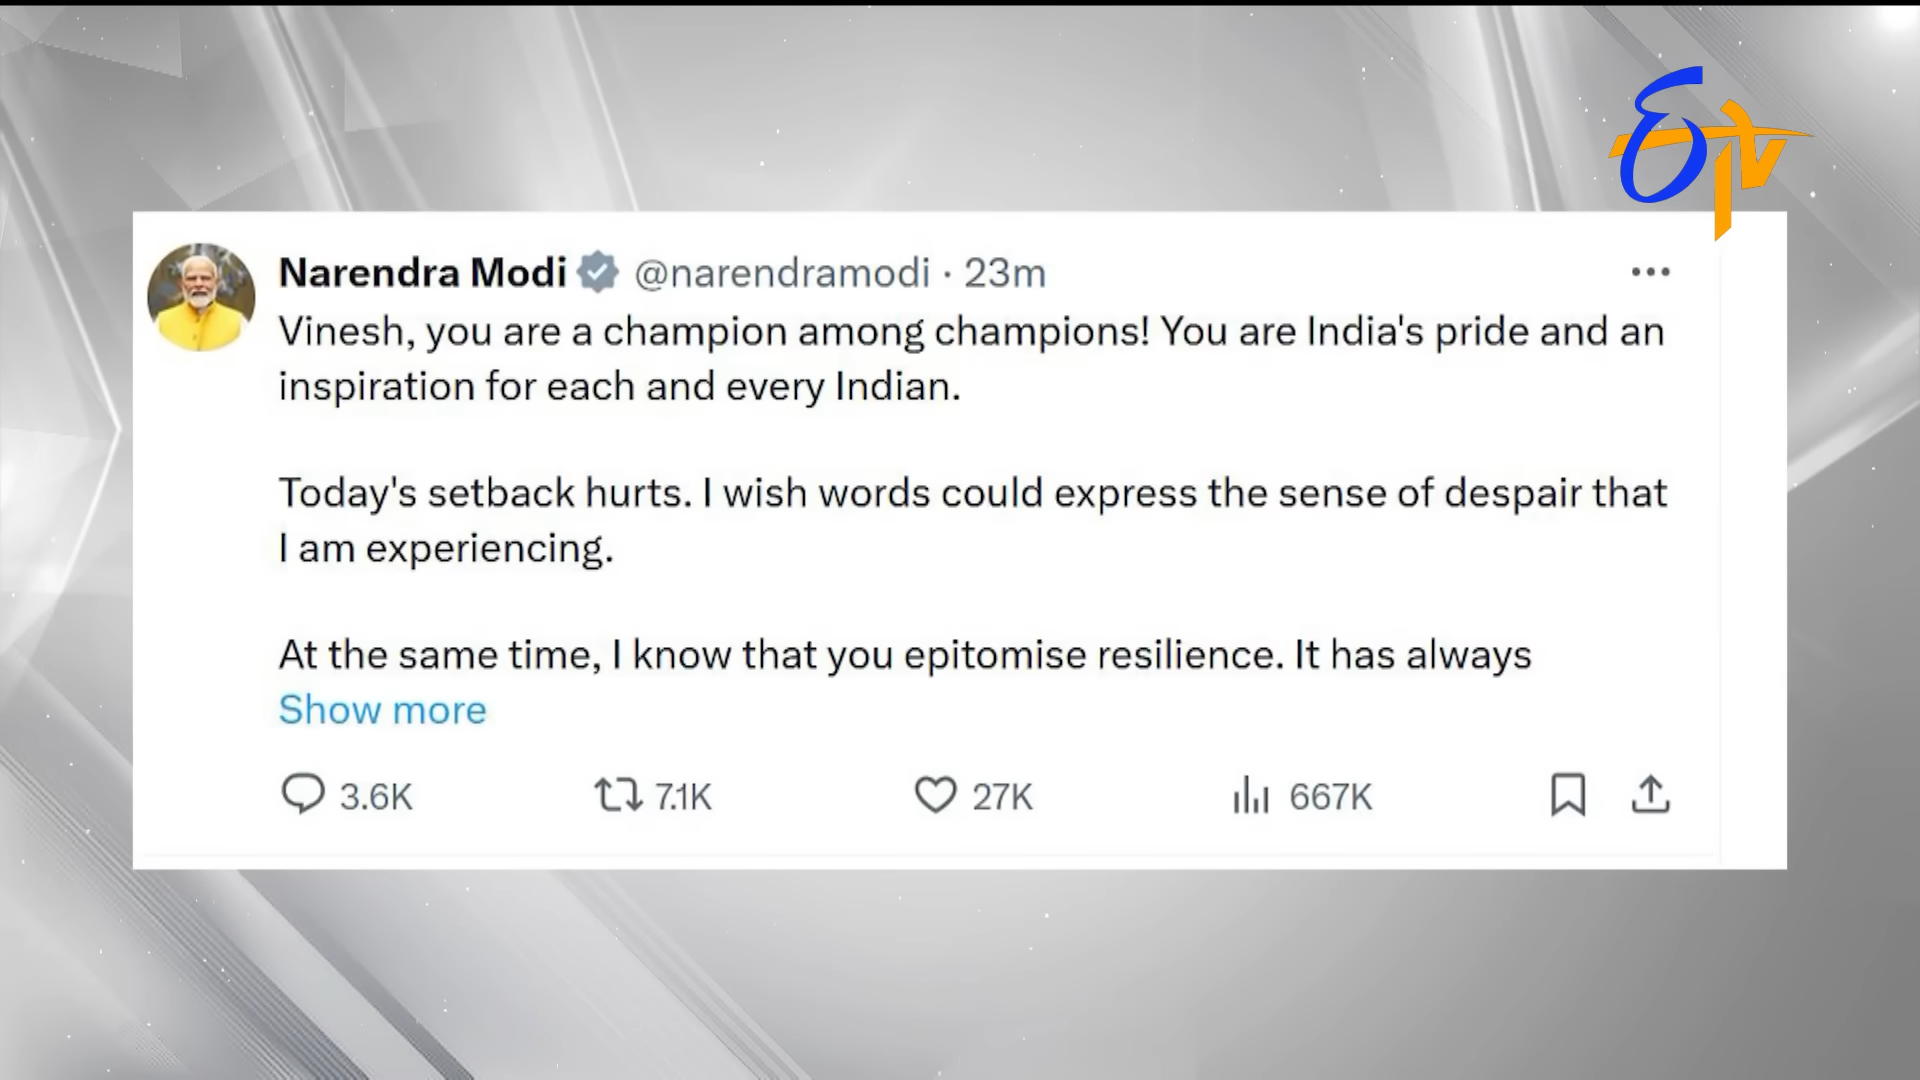 ETV
Narendra Modi @narendramodi · 23m
Vinesh, you are a champion among champions! You are India's pride and an
inspiration for each and every Indian.
Today's setback hurts. I wish words could express the sense of despair that
I am experiencing.
At the same time, I know that you epitomise resilience. It has always
Show more
3.6K 7.1K 27K 667K